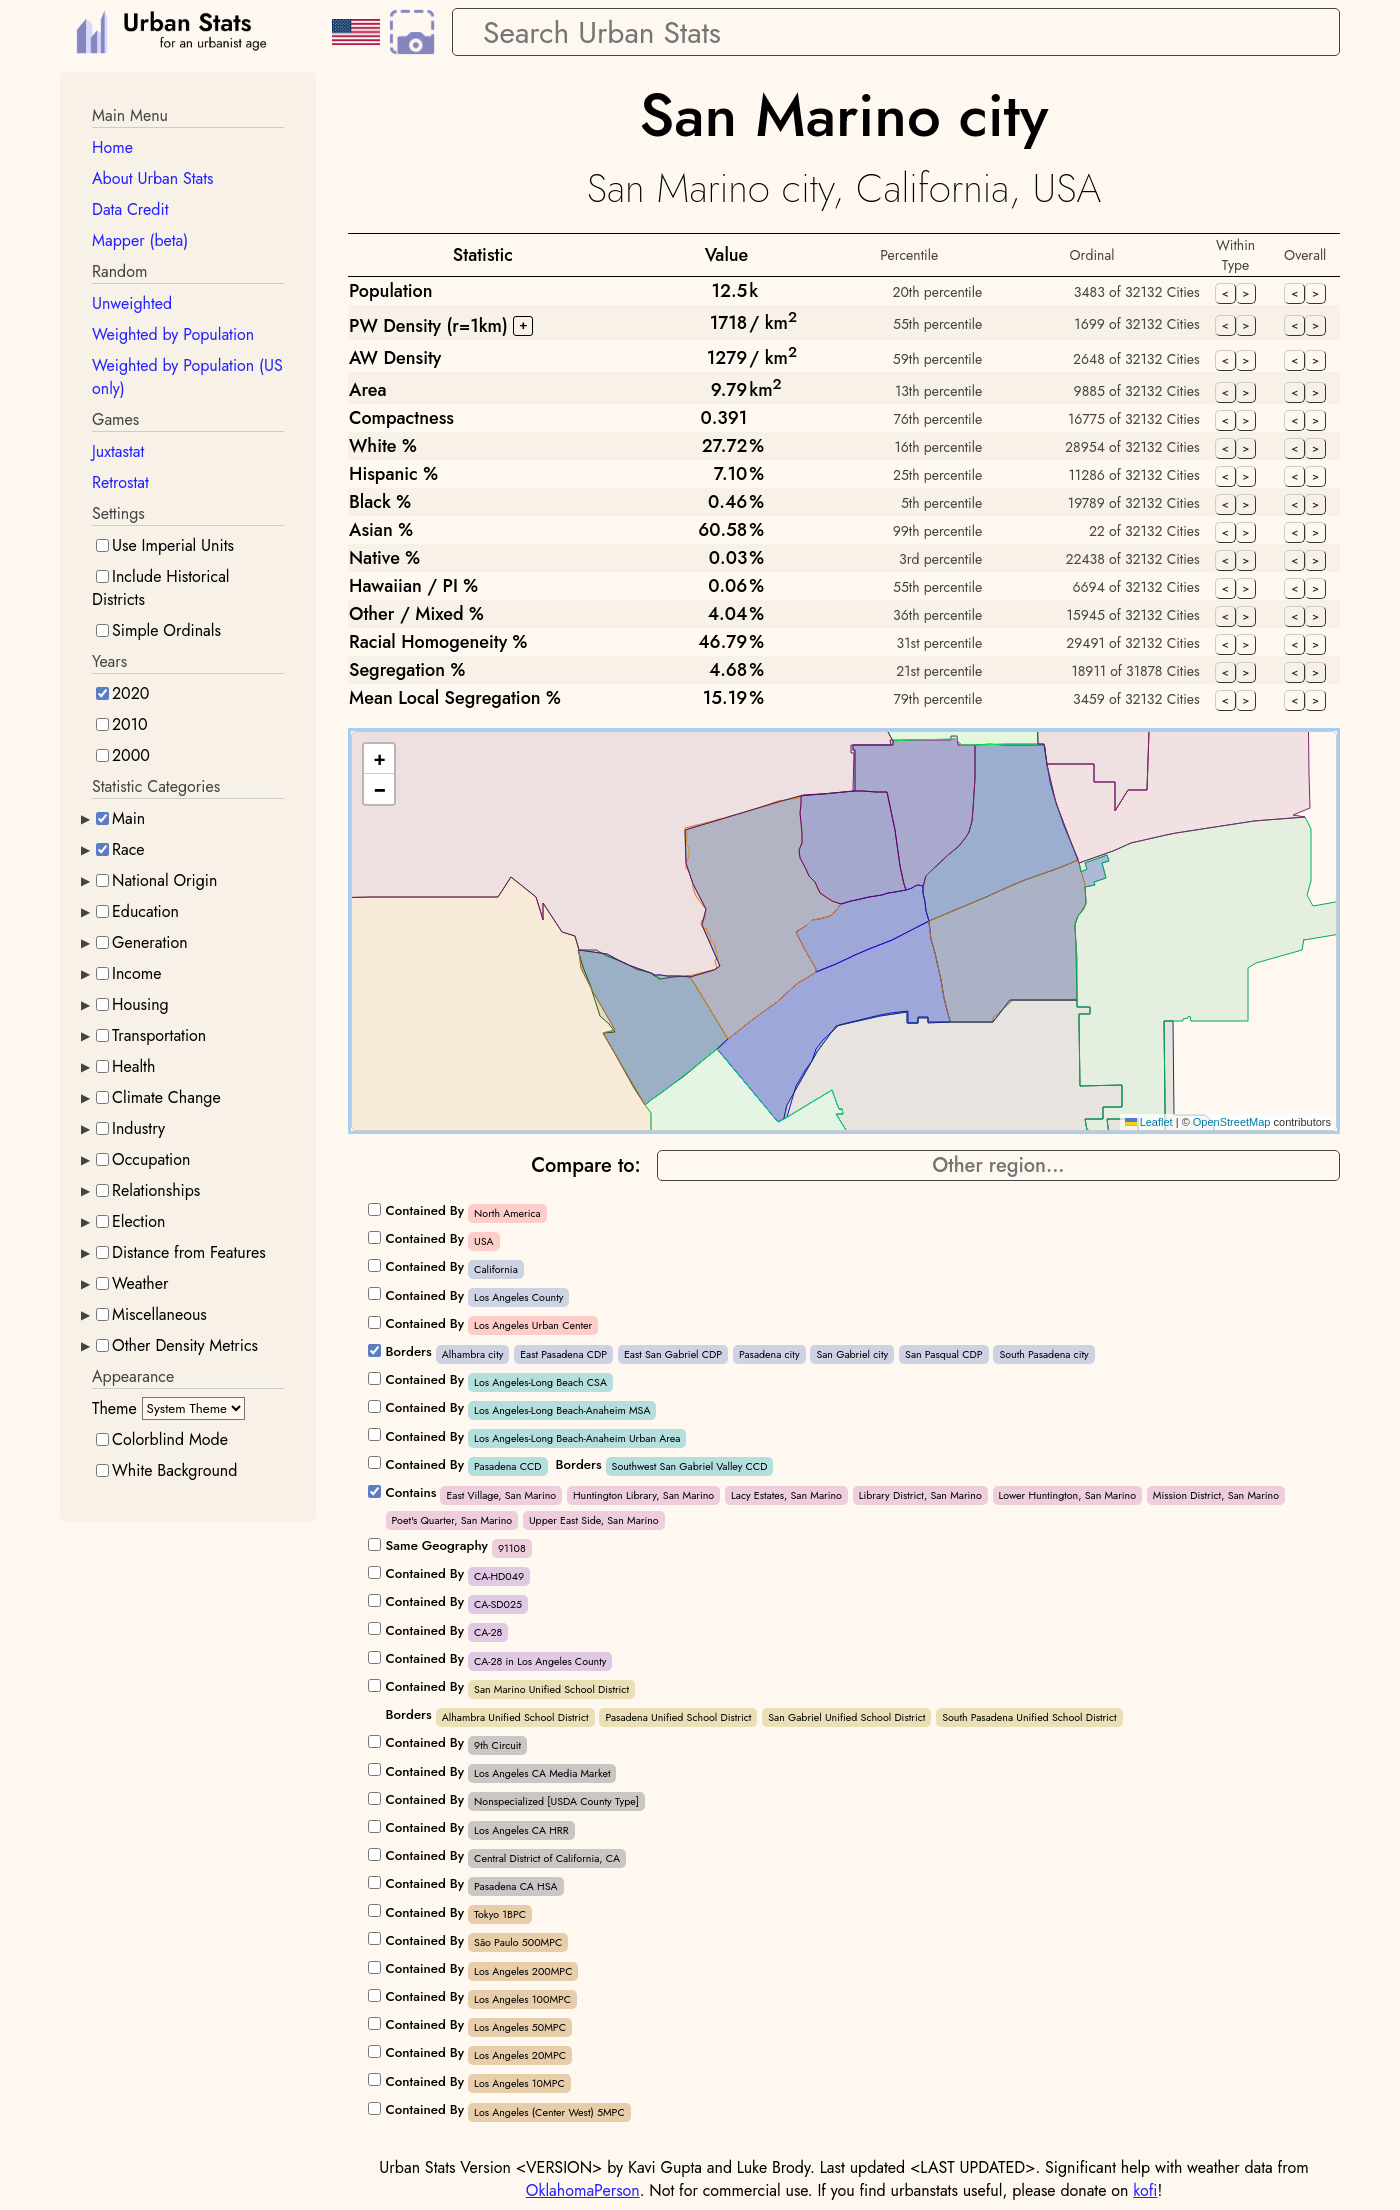 Urban Stats
for an urbanist age
Search Urban Stats
Main Menu
Home
About Urban Stats
Data Credit
Mapper (beta)
Random
Unweighted
Weighted by Population
Weighted by Population (US
only)
Games
Juxtastat
Retrostat
Settings
Use Imperial Units
Include Historical
Districts
Simple Ordinals
Years
2020
2010
2000
Statistic Categories
▶ Main
▶ Race
▶ National Origin
▶ Education
▶ Generation
▶ Income
▶ Housing
▶ Transportation
▶ Health
▶ Climate Change
▶ Industry
▶ Occupation
▶ Relationships
▶ Election
▶ Distance from Features
▶ Weather
▶ Miscellaneous
▶ Other Density Metrics
Appearance
Theme System Theme
Colorblind Mode
White Background
San Marino city
San Marino city, California, USA
Statistic Value Percentile Ordinal Within Type Overall
Population 12.5 k 20th percentile 3483 of 32132 Cities < > < >
PW Density (r=1km) + 1718 / km² 55th percentile 1699 of 32132 Cities < > < >
AW Density 1279 / km² 59th percentile 2648 of 32132 Cities < > < >
Area 9.79 km² 13th percentile 9885 of 32132 Cities < > < >
Compactness 0.391 76th percentile 16775 of 32132 Cities < > < >
White % 27.72 % 16th percentile 28954 of 32132 Cities < > < >
Hispanic % 7.10 % 25th percentile 11286 of 32132 Cities < > < >
Black % 0.46 % 5th percentile 19789 of 32132 Cities < > < >
Asian % 60.58 % 99th percentile 22 of 32132 Cities < > < >
Native % 0.03 % 3rd percentile 22438 of 32132 Cities < > < >
Hawaiian / PI % 0.06 % 55th percentile 6694 of 32132 Cities < > < >
Other / Mixed % 4.04 % 36th percentile 15945 of 32132 Cities < > < >
Racial Homogeneity % 46.79 % 31st percentile 29491 of 32132 Cities < > < >
Segregation % 4.68 % 21st percentile 18911 of 31878 Cities < > < >
Mean Local Segregation % 15.19 % 79th percentile 3459 of 32132 Cities < > < >
+
−
Leaflet | © OpenStreetMap contributors
Compare to: Other region...
Contained By North America
Contained By USA
Contained By California
Contained By Los Angeles County
Contained By Los Angeles Urban Center
Borders Alhambra city East Pasadena CDP East San Gabriel CDP Pasadena city San Gabriel city San Pasqual CDP South Pasadena city
Contained By Los Angeles-Long Beach CSA
Contained By Los Angeles-Long Beach-Anaheim MSA
Contained By Los Angeles-Long Beach-Anaheim Urban Area
Contained By Pasadena CCD Borders Southwest San Gabriel Valley CCD
Contains East Village, San Marino Huntington Library, San Marino Lacy Estates, San Marino Library District, San Marino Lower Huntington, San Marino Mission District, San Marino
Poet's Quarter, San Marino Upper East Side, San Marino
Same Geography 91108
Contained By CA-HD049
Contained By CA-SD025
Contained By CA-28
Contained By CA-28 in Los Angeles County
Contained By San Marino Unified School District
Borders Alhambra Unified School District Pasadena Unified School District San Gabriel Unified School District South Pasadena Unified School District
Contained By 9th Circuit
Contained By Los Angeles CA Media Market
Contained By Nonspecialized [USDA County Type]
Contained By Los Angeles CA HRR
Contained By Central District of California, CA
Contained By Pasadena CA HSA
Contained By Tokyo 1BPC
Contained By São Paulo 500MPC
Contained By Los Angeles 200MPC
Contained By Los Angeles 100MPC
Contained By Los Angeles 50MPC
Contained By Los Angeles 20MPC
Contained By Los Angeles 10MPC
Contained By Los Angeles (Center West) 5MPC
Urban Stats Version <VERSION> by Kavi Gupta and Luke Brody. Last updated <LAST UPDATED>. Significant help with weather data from
OklahomaPerson. Not for commercial use. If you find urbanstats useful, please donate on kofi!